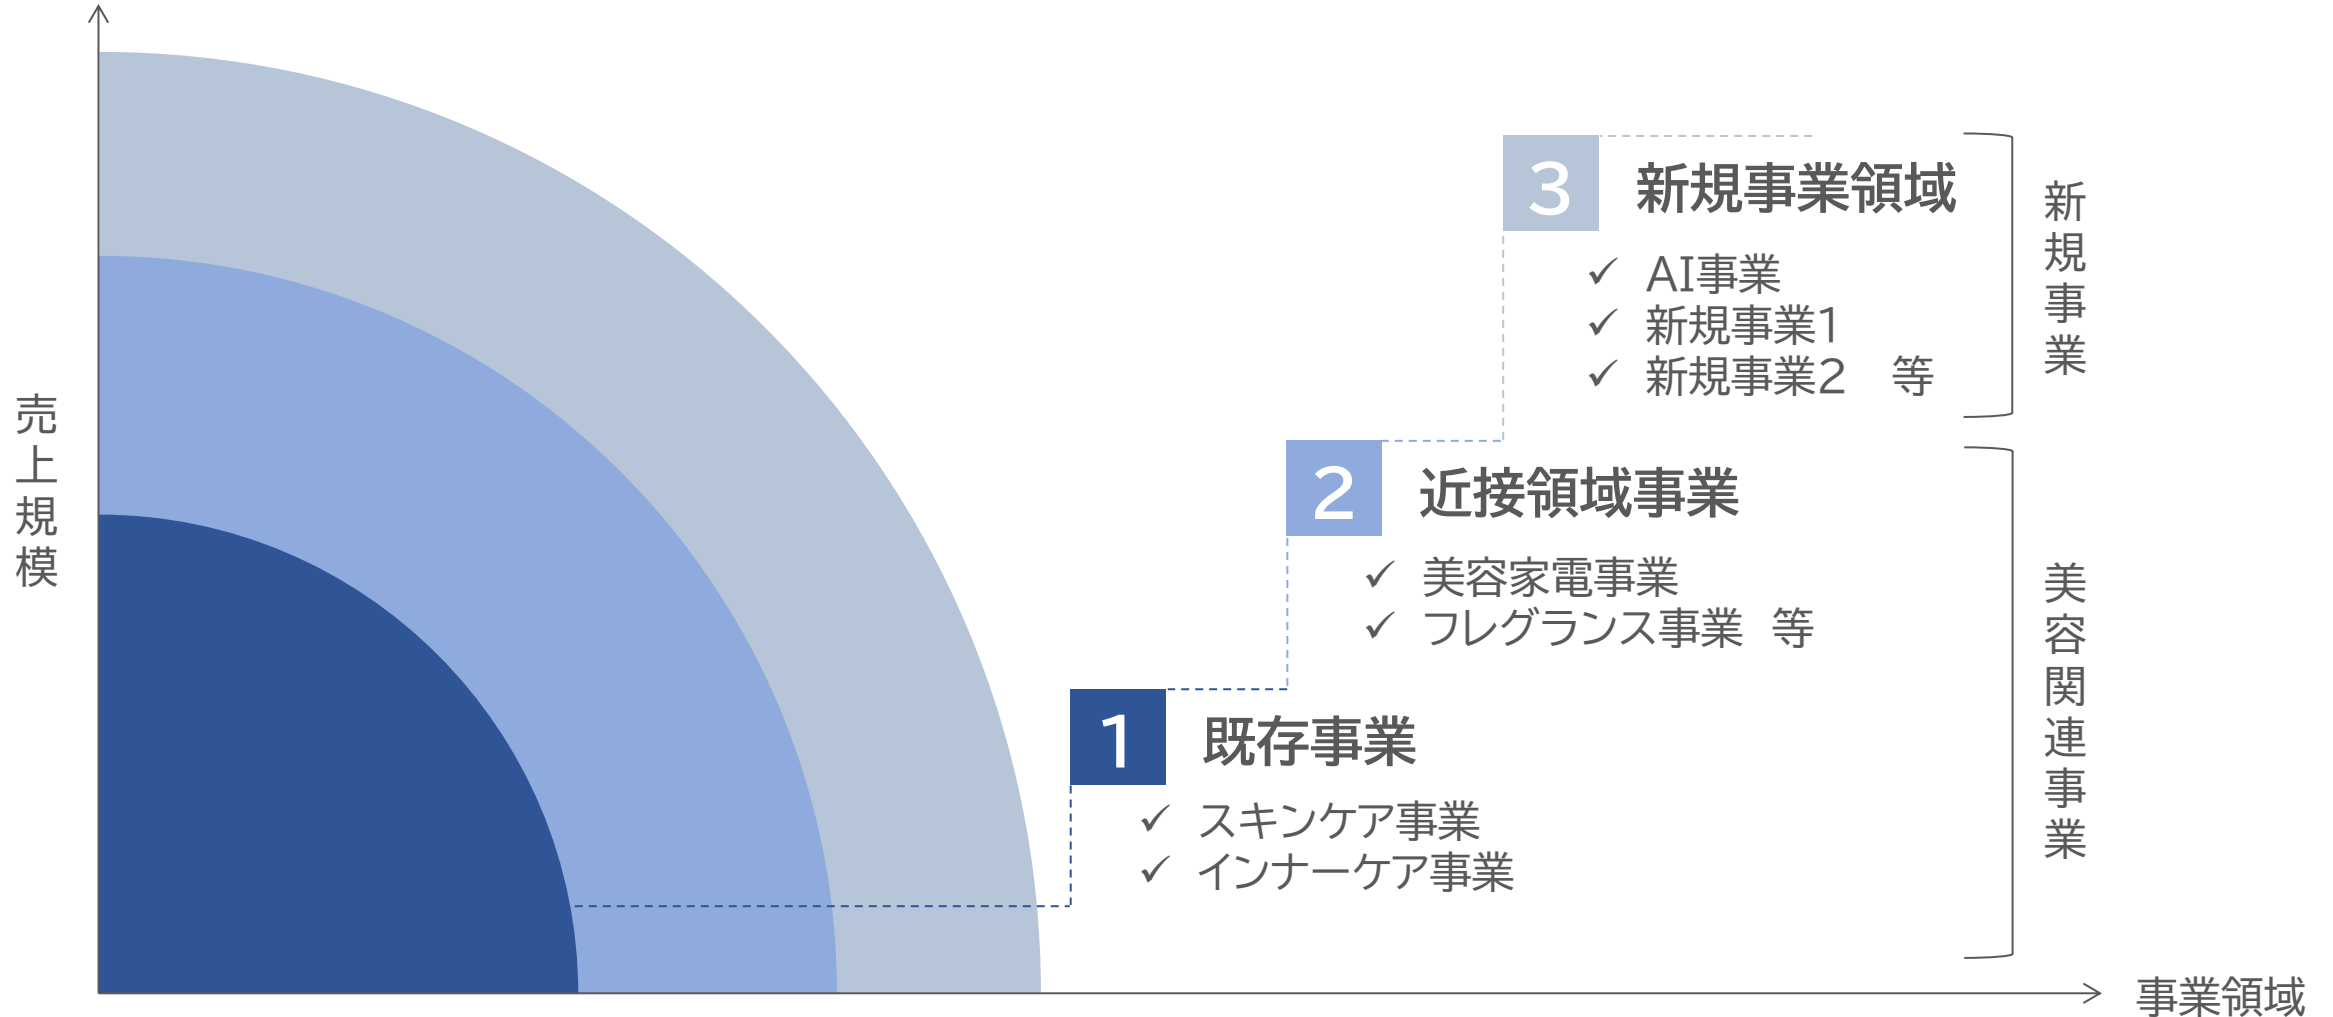 売上規模
3
新規事業領域
✓ AI事業
✓ 新規事業1
✓ 新規事業2　等
新規事業
2
近接領域事業
✓ 美容家電事業
✓ フレグランス事業　等
1
既存事業
✓ スキンケア事業
✓ インナーケア事業
美容関連事業
事業領域